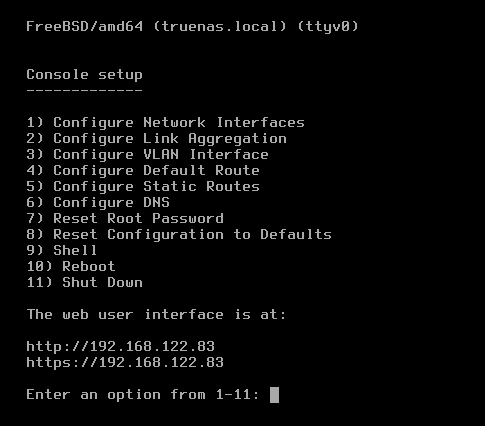 FreeBSD/amd64 (truenas.local) (ttyv0)
Console setup
-------------
1) Configure Network Interfaces
2) Configure Link Aggregation
3) Configure VLAN Interface
4) Configure Default Route
5) Configure Static Routes
6) Configure DNS
7) Reset Root Password
8) Reset Configuration to Defaults
9) Shell
10) Reboot
11) Shut Down
The web user interface is at:
http://192.168.122.83
https://192.168.122.83
Enter an option from 1-11: